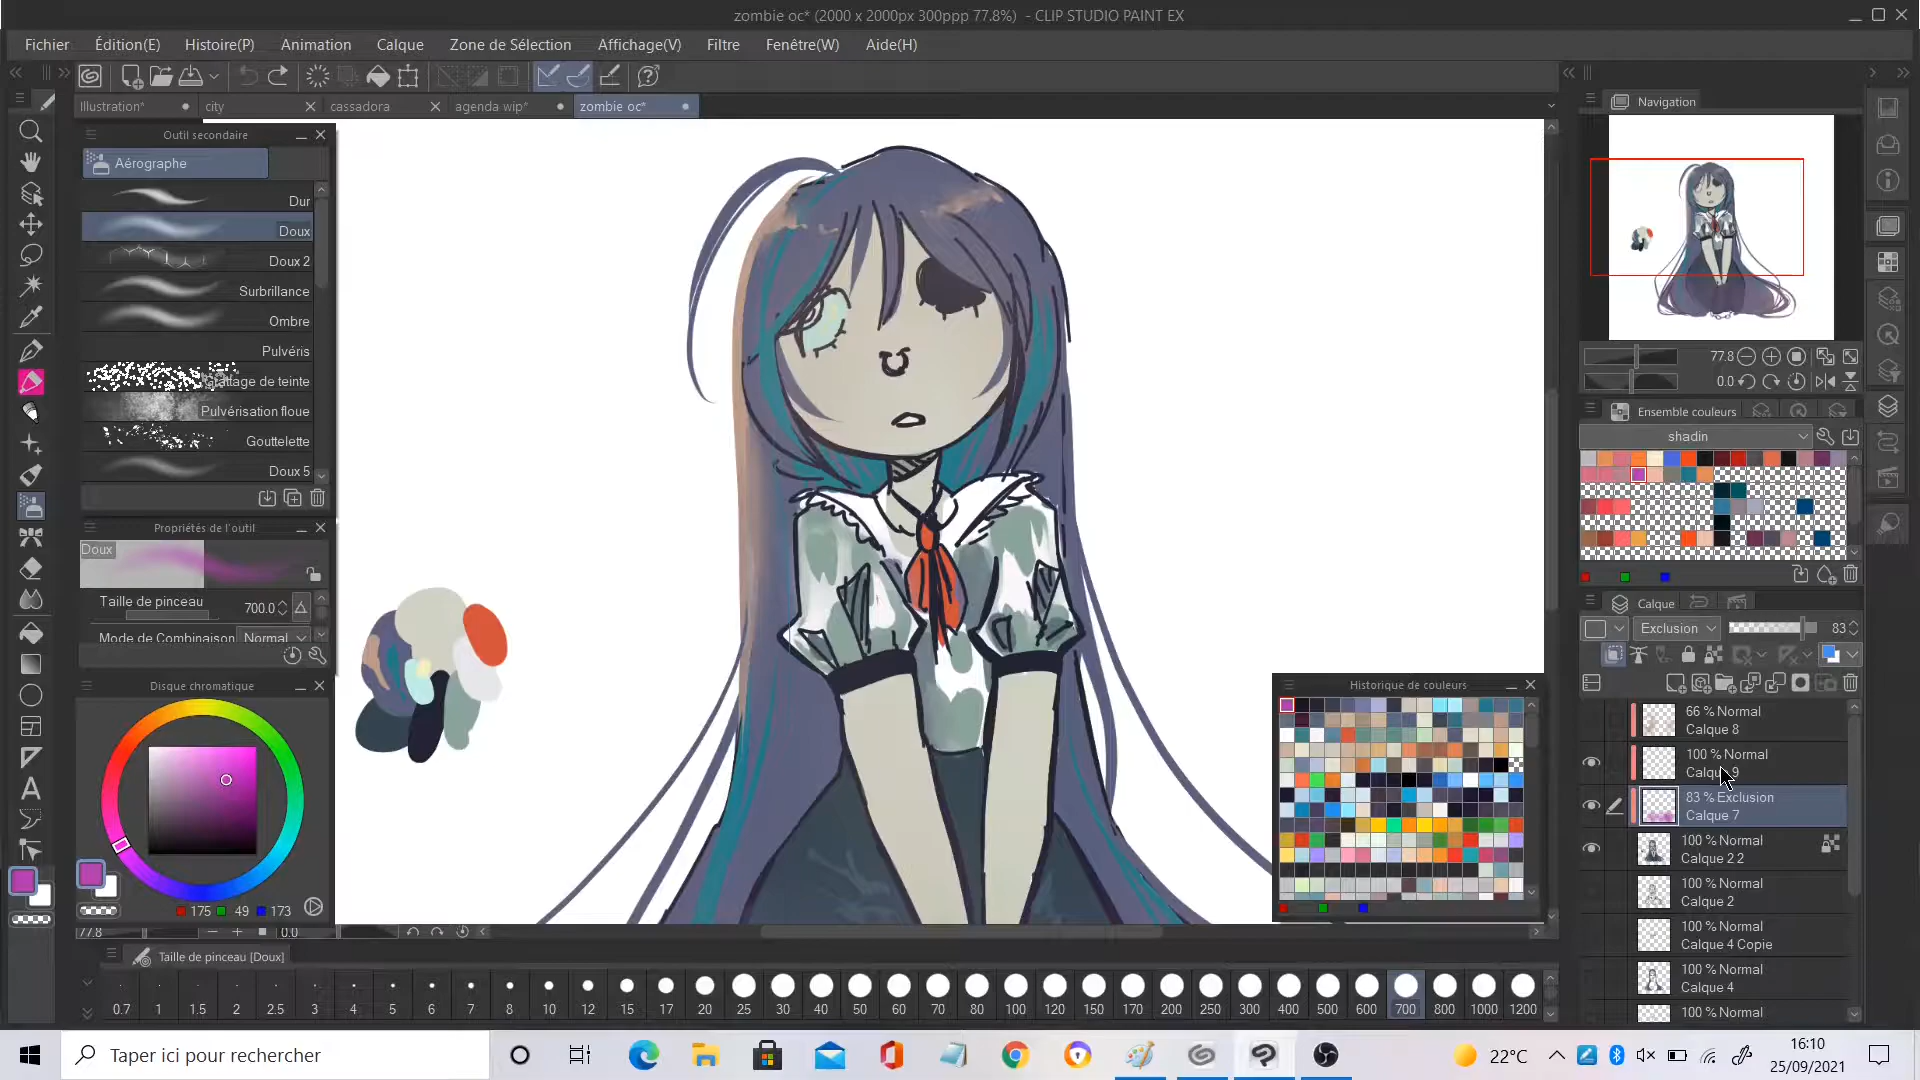 zombie oc* (2000 x 2000px 300ppp 77.8%) - CLIP STUDIO PAINT EX
Fichier Édition(E) Histoire(P) Animation Calque Zone de Sélection Affichage(V) Filtre Fenêtre(W) Aide(H)
Illustration* city cassadora agenda wip* zombie oc*
Outil secondaire
Aérographe
Dur
Doux
Doux 2
Surbrillance
Ombre
Pulvéris
Grattage de teinte
Pulvérisation floue
Gouttelette
Doux 5
Propriétés de l'outil
Doux
Taille de pinceau 700.0
Mode de Combinaison Normal
Disque chromatique
175 49 173
77.8 0.0
Taille de pinceau [Doux]
0.7 1 1.5 2 2.5 3 4 5 6 7 8 10 12 15 17 20 25 30 40 50 60 70 80 100 120 150 170 200 250 300 400 500 600 700 800 1000 1200
Historique de couleurs
Navigation
77.8
0.0
Ensemble couleurs
shadin
Calque
Exclusion 83
66 % Normal
Calque 8
100 % Normal
Calque 9
83 % Exclusion
Calque 7
100 % Normal
Calque 2 2
100 % Normal
Calque 2
100 % Normal
Calque 4 Copie
100 % Normal
Calque 4
100 % Normal
Taper ici pour rechercher
22°C
16:10
25/09/2021